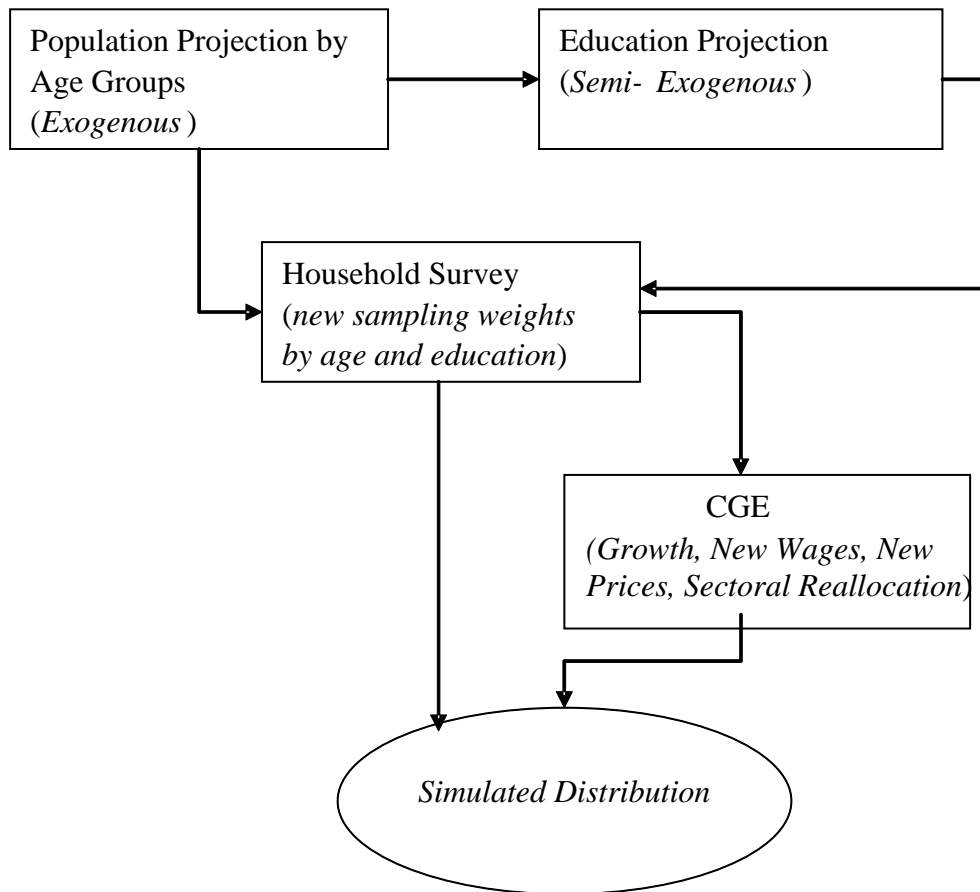 Population Projection by
Age Groups
(Exogenous)
Education Projection
(Semi- Exogenous)
Household Survey
(new sampling weights
by age and education)
CGE
(Growth, New Wages, New
Prices, Sectoral Reallocation)
Simulated Distribution